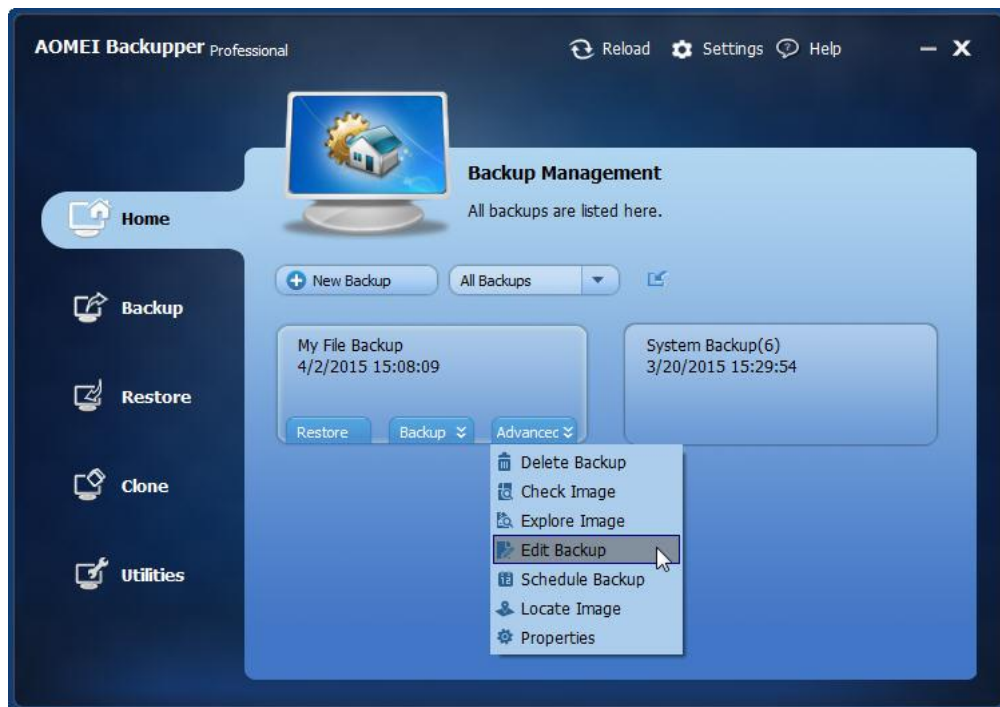 AOMEI Backupper Professional
Reload Settings Help
Backup Management
All backups are listed here.
Home
New Backup
All Backups
Backup
My File Backup
4/2/2015 15:08:09
System Backup(6)
3/20/2015 15:29:54
Restore
Restore Backup Advancec
Delete Backup
Clone
Check Image
Explore Image
Edit Backup
Utilities
Schedule Backup
Locate Image
Properties